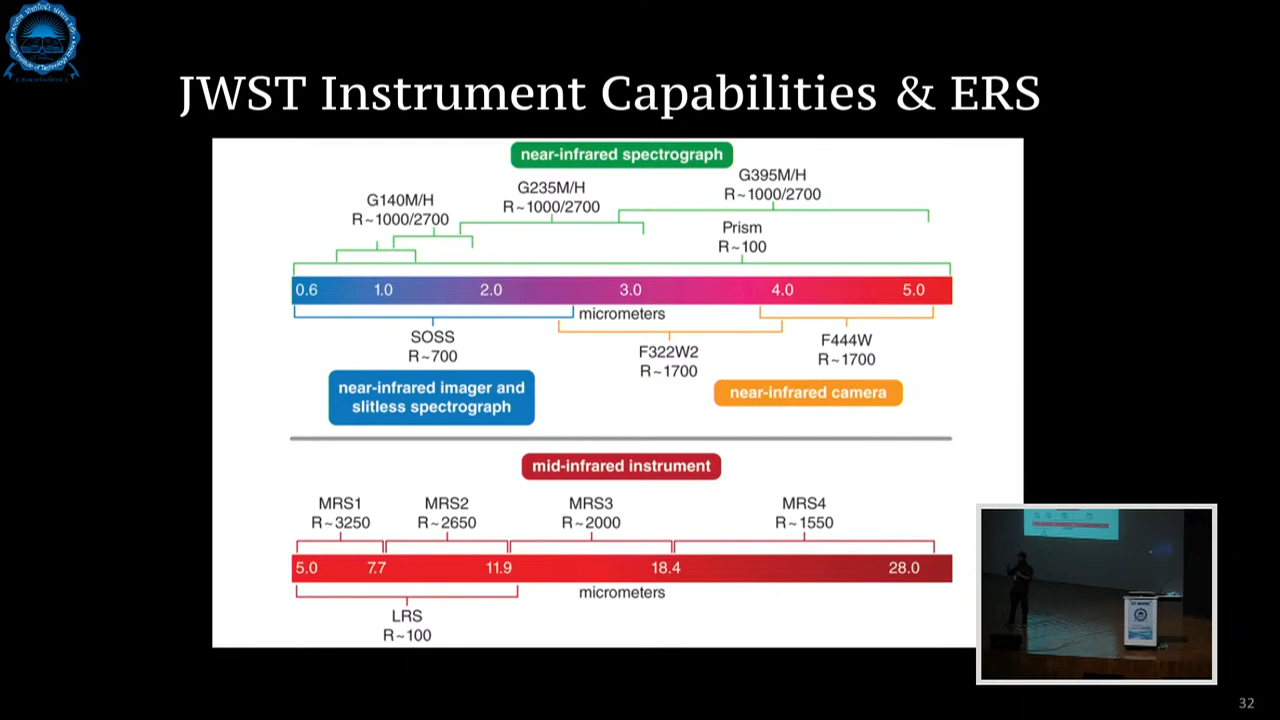 JWST Instrument Capabilities & ERS
near-infrared spectrograph
G140M/H
R~1000/2700
G235M/H
R~1000/2700
G395M/H
R~1000/2700
Prism
R~100
0.6 1.0 2.0 3.0 4.0 5.0
micrometers
SOSS
R~700
F322W2
R~1700
F444W
R~1700
near-infrared imager and
slitless spectrograph
near-infrared camera
mid-infrared instrument
MRS1
R~3250
MRS2
R~2650
MRS3
R~2000
MRS4
R~1550
5.0 7.7 11.9 18.4 28.0
micrometers
LRS
R~100
32